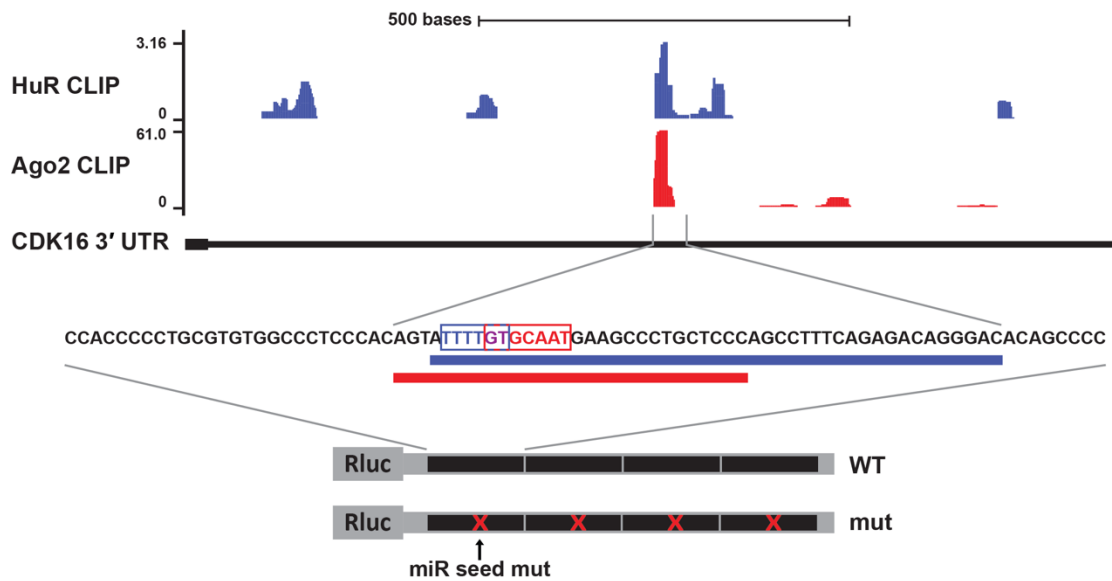 500 bases
3.16
HuR CLIP
0
61.0
Ago2 CLIP
0
CDK16 3′ UTR
CCACCCCCTGCGTGTGGCCCTCCCACAGTATTTTGTGCAATGAAGCCCTGCTCCCAGCCTTTCAGAGACAGGGACACAGCCCC
Rluc
WT
Rluc
X X X X
mut
miR seed mut